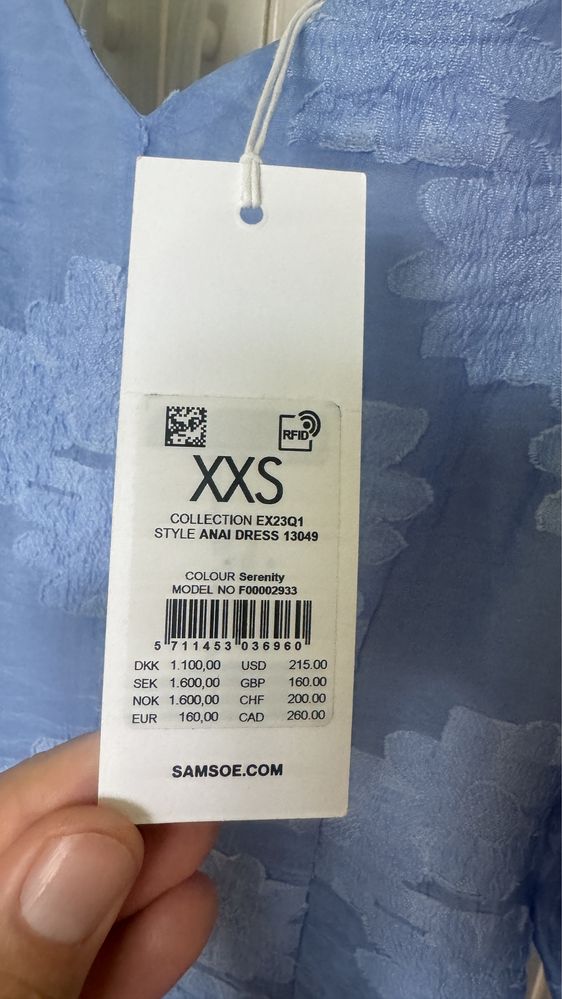 RFID
XXS
COLLECTION EX23Q1
STYLE ANAI DRESS 13049
COLOUR Serenity
MODEL NO F00002933
5 711453 036960
DKK 1.100,00 USD 215.00
SEK 1.600,00 GBP 160.00
NOK 1.600,00 CHF 200.00
EUR 160,00 CAD 260.00
SAMSOE.COM